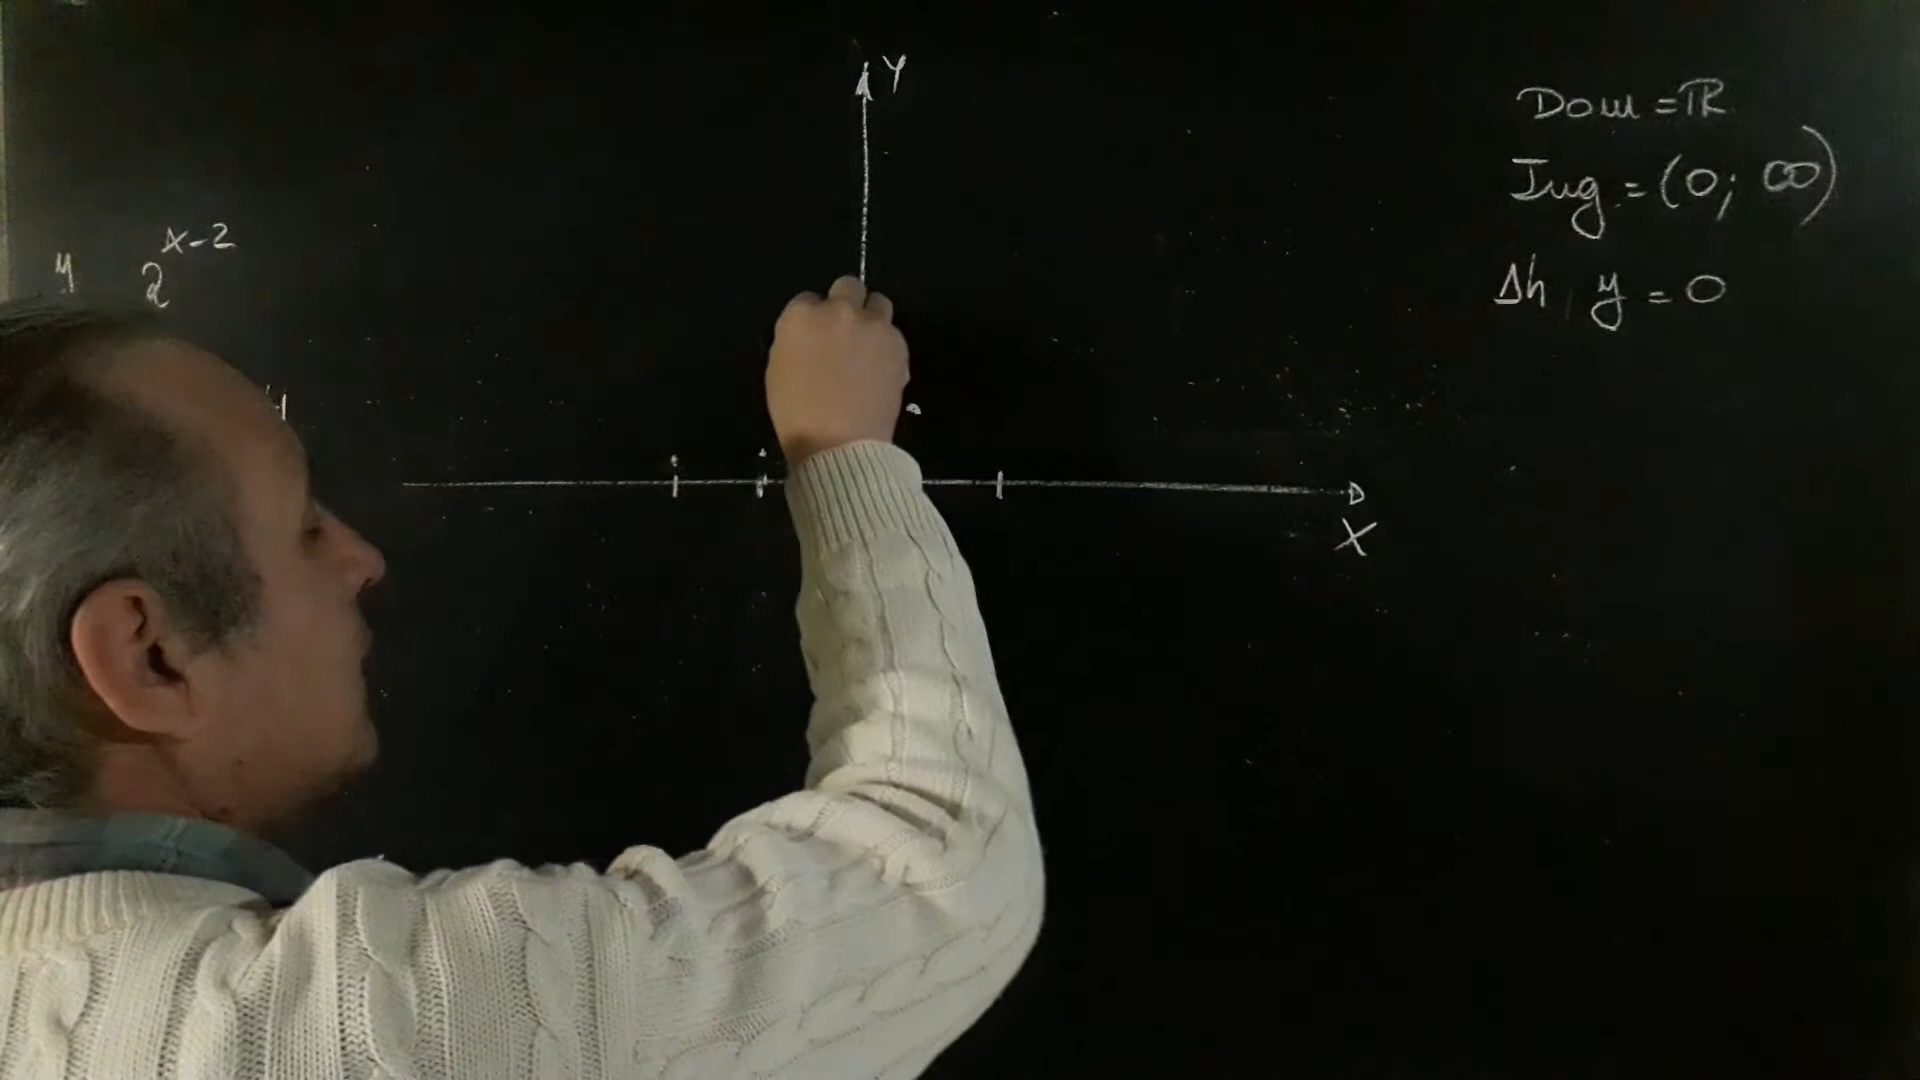 y 2^{x-2}
Y
X
Dom = ℝ
Img = (0; ∞)
Ah y = 0